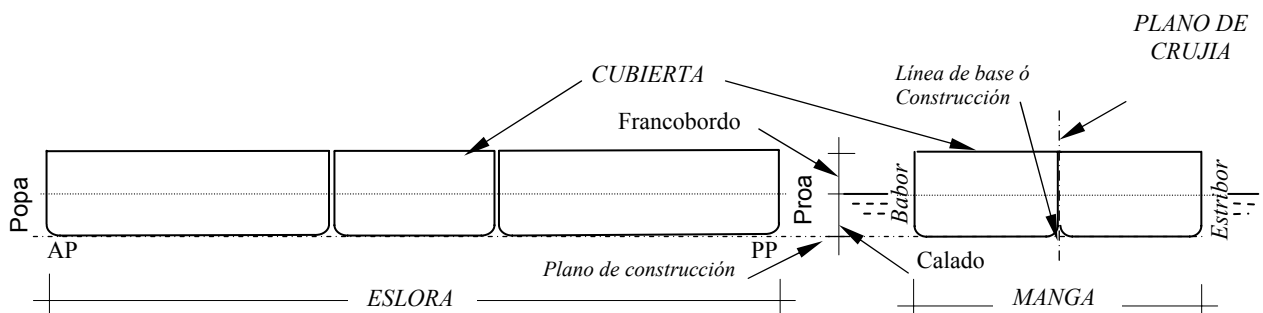 PLANO DE
CRUJIA
CUBIERTA
Línea de base ó
Construcción
Francobordo
Popa
Proa
Babor
Estribor
AP
PP
Plano de construcción
Calado
ESLORA
MANGA